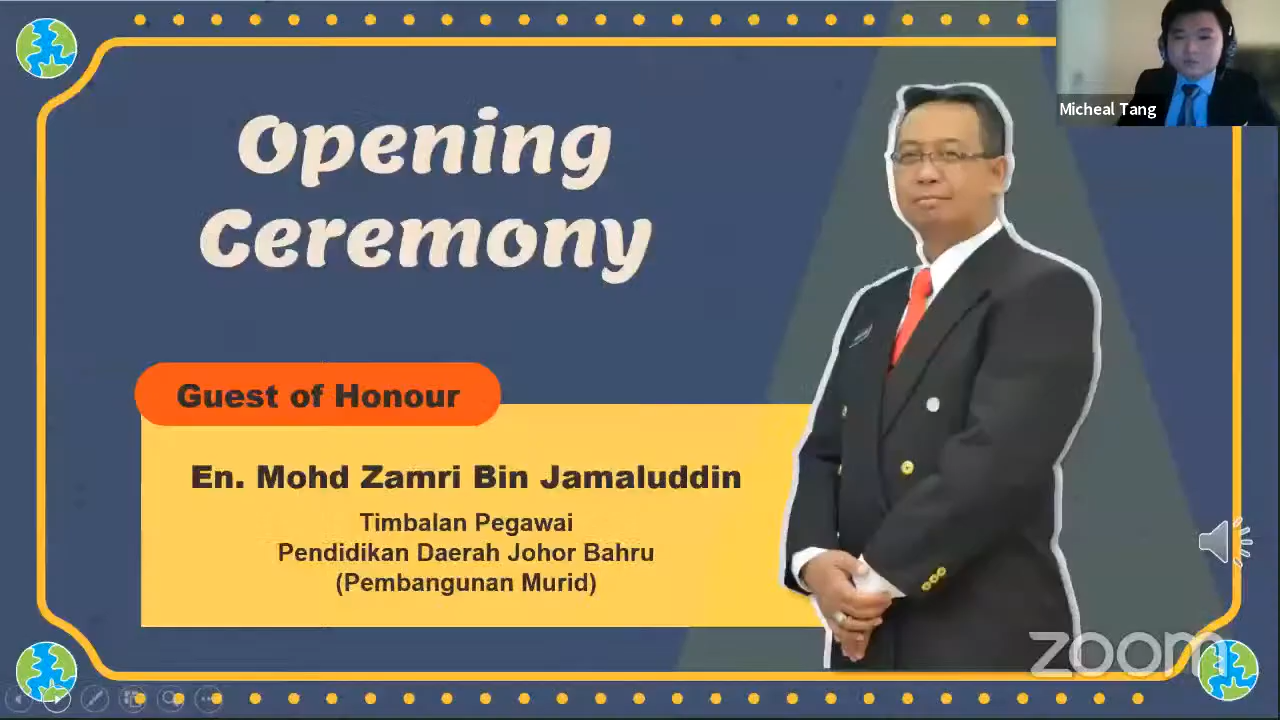 Opening
Ceremony
Micheal Tang
Guest of Honour
En. Mohd Zamri Bin Jamaluddin
Timbalan Pegawai
Pendidikan Daerah Johor Bahru
(Pembangunan Murid)
zoom